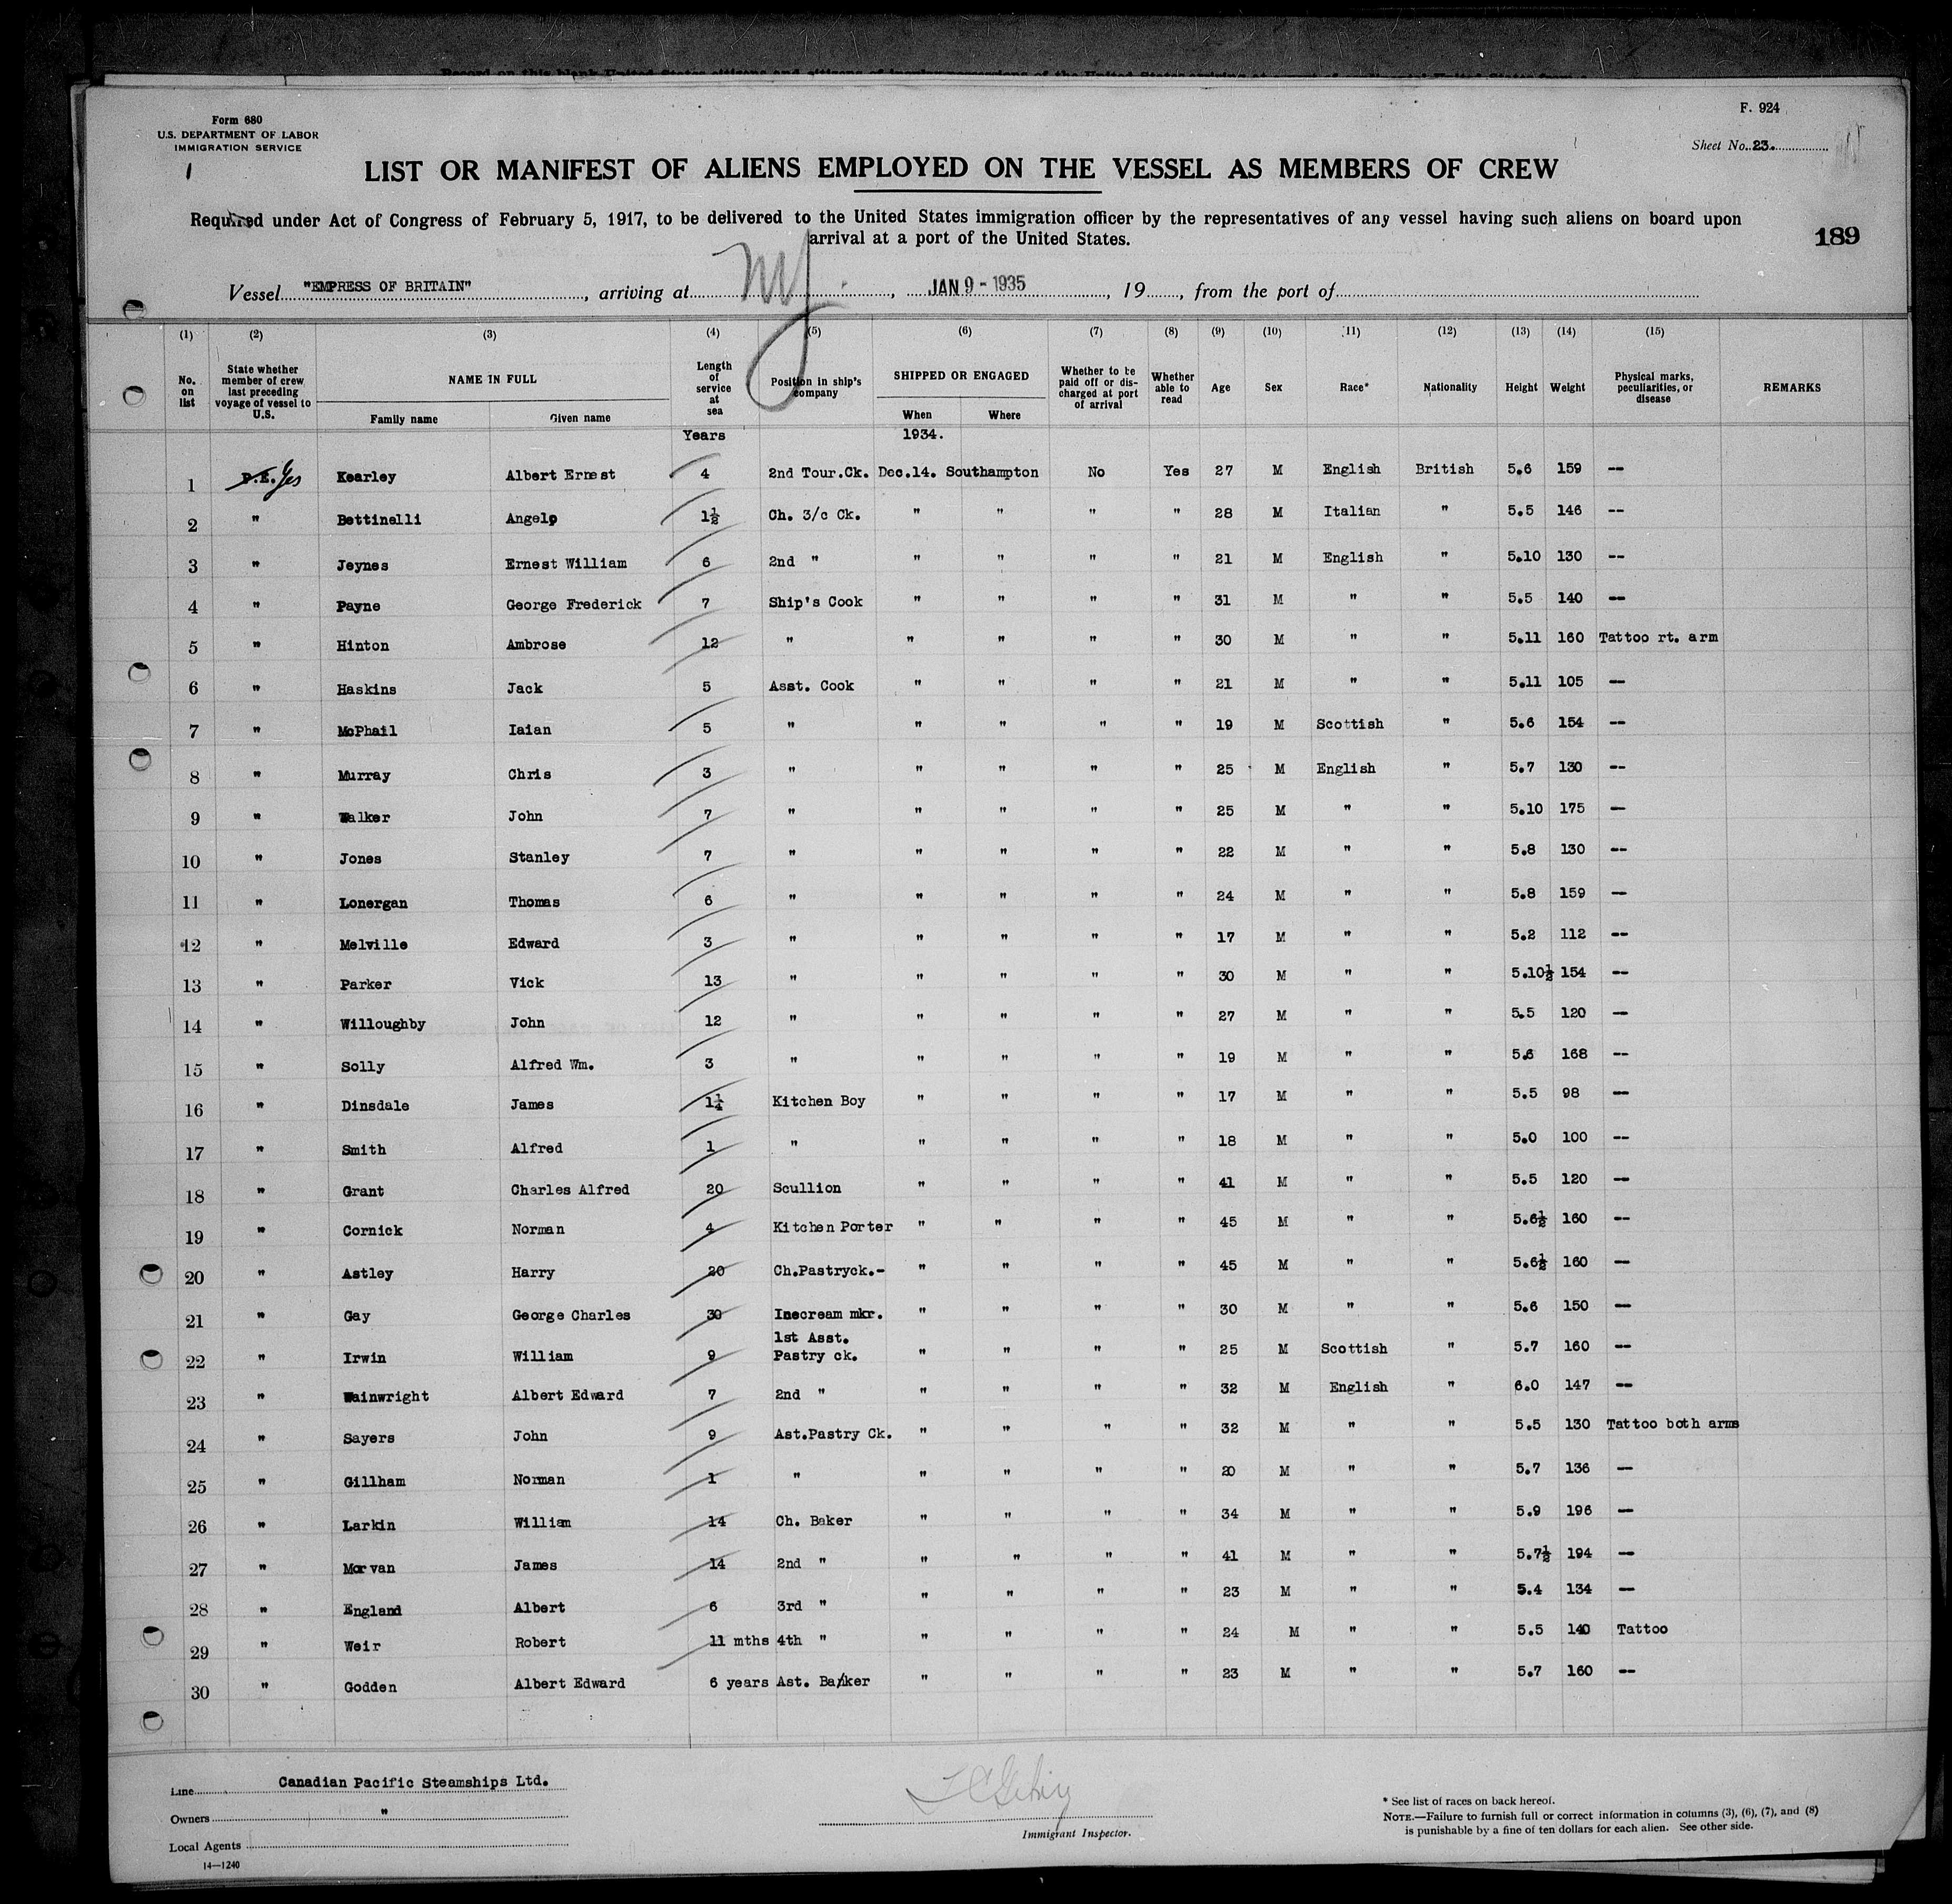 Form 680
U.S. DEPARTMENT OF LABOR
IMMIGRATION SERVICE
F. 924
Sheet No. 23.
LIST OR MANIFEST OF ALIENS EMPLOYED ON THE VESSEL AS MEMBERS OF CREW
Required under Act of Congress of February 5, 1917, to be delivered to the United States immigration officer by the representatives of any vessel having such aliens on board upon
arrival at a port of the United States.
189
Vessel "EMPRESS OF BRITAIN", arriving at NY, JAN 9 - 1935, 19, from the port of
(1) (2) (3) (4) (5) (6) (7) (8) (9) (10) (11) (12) (13) (14) (15)
No. on list State whether member of crew last preceding voyage of vessel to U.S. NAME IN FULL Family name Given name Length of service at sea Position in ship's company SHIPPED OR ENGAGED When Where Whether to be paid off or discharged at port of arrival Whether able to read Age Sex Race* Nationality Height Weight Physical marks, peculiarities, or disease REMARKS
Years 1934.
1 P.E. Yes Kearley Albert Ernest 4 2nd Tour.Ck. Dec.14. Southampton No Yes 27 M English British 5.6 159 --
2 " Bettinelli Angelo 1½ Ch. 3/c Ck. " " " " 28 M Italian " 5.5 146 --
3 " Jeynes Ernest William 6 2nd " " " " " 21 M English " 5.10 130 --
4 " Payne George Frederick 7 Ship's Cook " " " " 31 M " " 5.5 140 --
5 " Hinton Ambrose 12 " " " " " 30 M " " 5.11 160 Tattoo rt. arm
6 " Haskins Jack 5 Asst. Cook " " " " 21 M " " 5.11 105 --
7 " McPhail Iaian 5 " " " " " 19 M Scottish " 5.6 154 --
8 " Murray Chris 3 " " " " " 25 M English " 5.7 130 --
9 " Walker John 7 " " " " " 25 M " " 5.10 175 --
10 " Jones Stanley 7 " " " " " 22 M " " 5.8 130 --
11 " Lonergan Thomas 6 " " " " " 24 M " " 5.8 159 --
12 " Melville Edward 3 " " " " " 17 M " " 5.2 112 --
13 " Parker Vick 13 " " " " " 30 M " " 5.10½ 154 --
14 " Willoughby John 12 " " " " " 27 M " " 5.5 120 --
15 " Solly Alfred Wm. 3 " " " " " 19 M " " 5.6 168 --
16 " Dinsdale James 1¼ Kitchen Boy " " " " 17 M " " 5.5 98 --
17 " Smith Alfred 1 " " " " " 18 M " " 5.0 100 --
18 " Grant Charles Alfred 20 Scullion " " " " 41 M " " 5.5 120 --
19 " Cornick Norman 4 Kitchen Porter " " " " 45 M " " 5.6½ 160 --
20 " Astley Harry 20 Ch.Pastryck.- " " " " 45 M " " 5.6½ 160 --
21 " Gay George Charles 30 Inecream mkr. " " " " 30 M " " 5.6 150 --
1st Asst.
22 " Irwin William 9 Pastry ck. " " " " 25 M Scottish " 5.7 160 --
23 " Wainwright Albert Edward 7 2nd " " " " " 32 M English " 6.0 147 --
24 " Sayers John 9 Ast.Pastry Ck. " " " " 32 M " " 5.5 130 Tattoo both arms
25 " Gillham Norman 1 " " " " " 20 M " " 5.7 136 --
26 " Larkin William 14 Ch. Baker " " " " 34 M " " 5.9 196 --
27 " Morvan James 14 2nd " " " " " 41 M " " 5.7½ 194 --
28 " England Albert 6 3rd " " " " " 23 M " " 5.4 134 --
29 " Weir Robert 11 mths 4th " " " " " 24 M " " 5.5 140 Tattoo
30 " Godden Albert Edward 6 years Ast. Baker " " " " 23 M " " 5.7 160 --
Line Canadian Pacific Steamships Ltd.
Owners "
Local Agents
14—1240
Immigrant Inspector.
* See list of races on back hereof.
NOTE.—Failure to furnish full or correct information in columns (3), (6), (7), and (8)
is punishable by a fine of ten dollars for each alien. See other side.